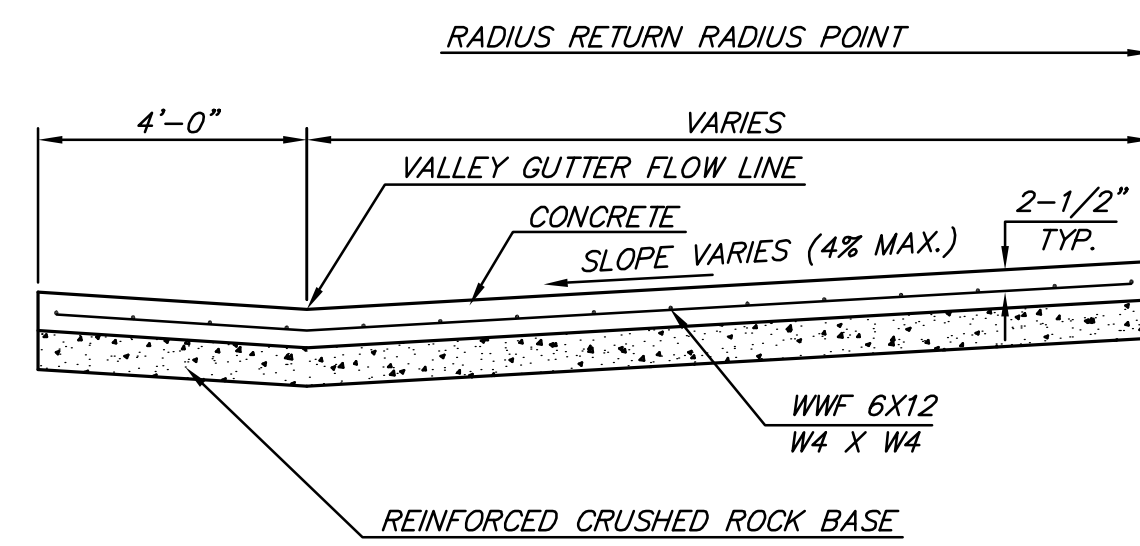 RADIUS RETURN RADIUS POINT
4'-0"
VARIES
VALLEY GUTTER FLOW LINE
CONCRETE
2-1/2"
TYP.
SLOPE VARIES (4% MAX.)
WWF 6X12
W4 X W4
REINFORCED CRUSHED ROCK BASE